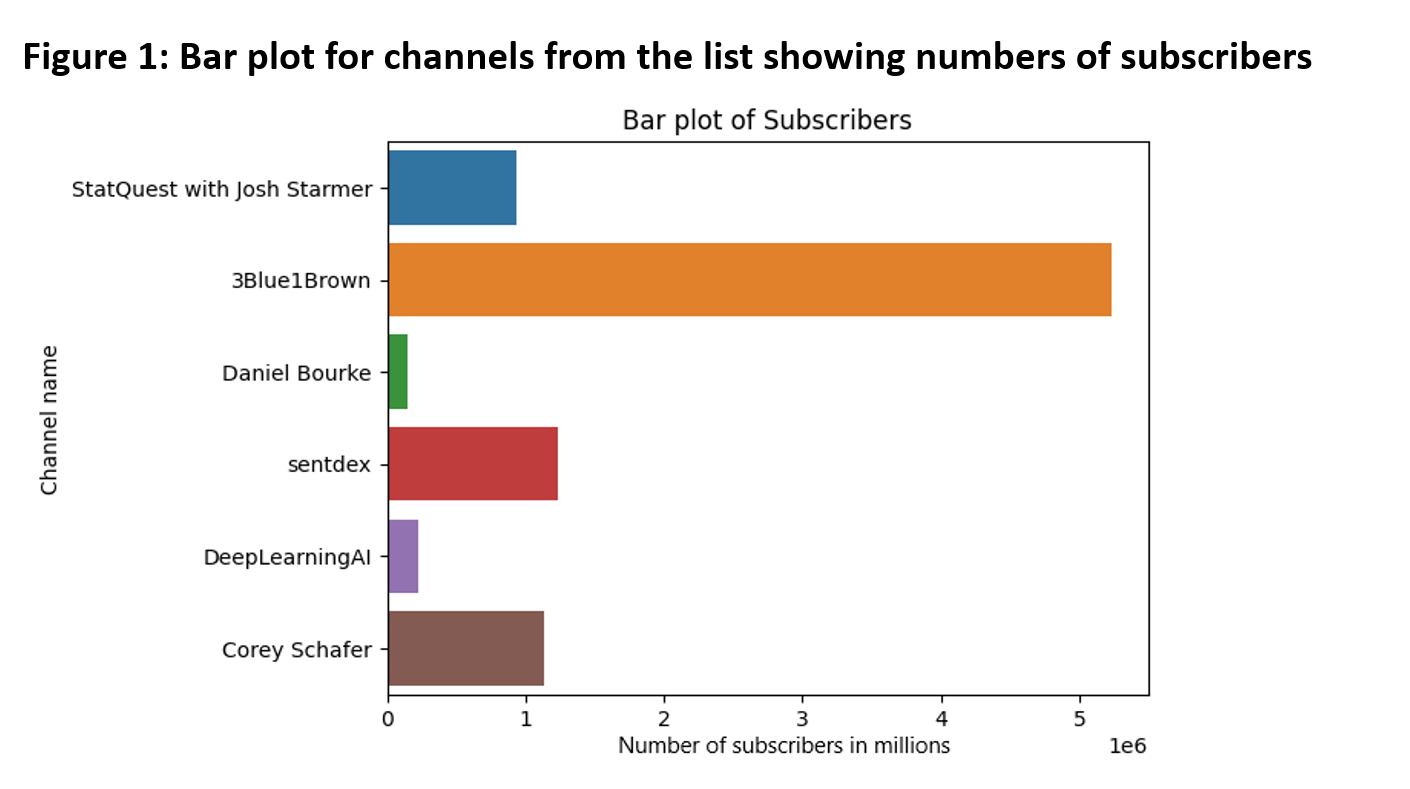 Figure 1: Bar plot for channels from the list showing numbers of subscribers
Bar plot of Subscribers
Channel name
StatQuest with Josh Starmer
3Blue1Brown
Daniel Bourke
sentdex
DeepLearningAI
Corey Schafer
0 1 2 3 4 5
Number of subscribers in millions
1e6